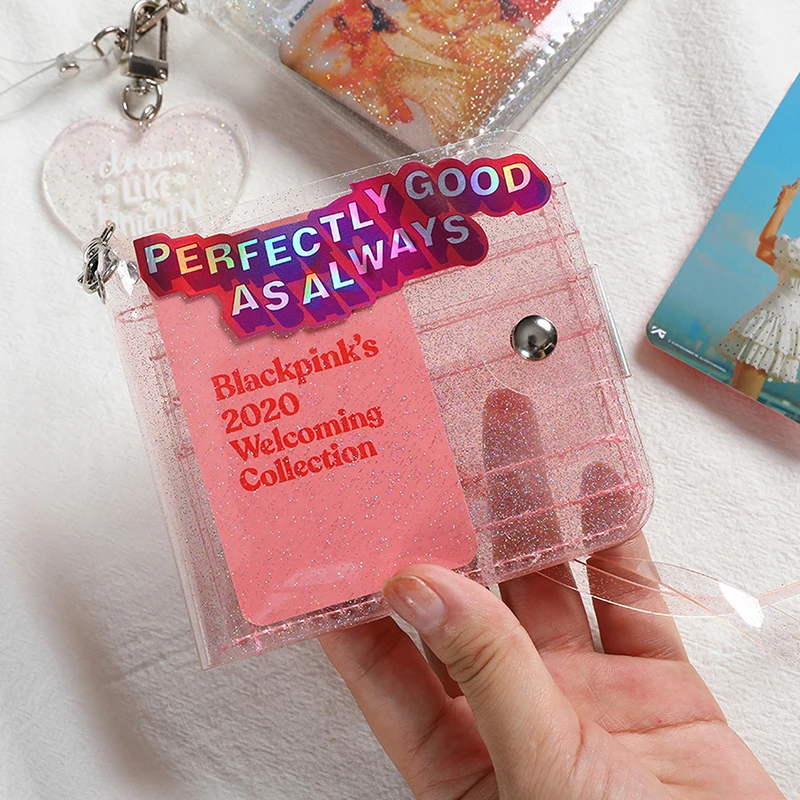 dream
LIKE
a
UNICORN
PERFECTLY GOOD
AS ALWAYS
Blackpink's
2020
Welcoming
Collection